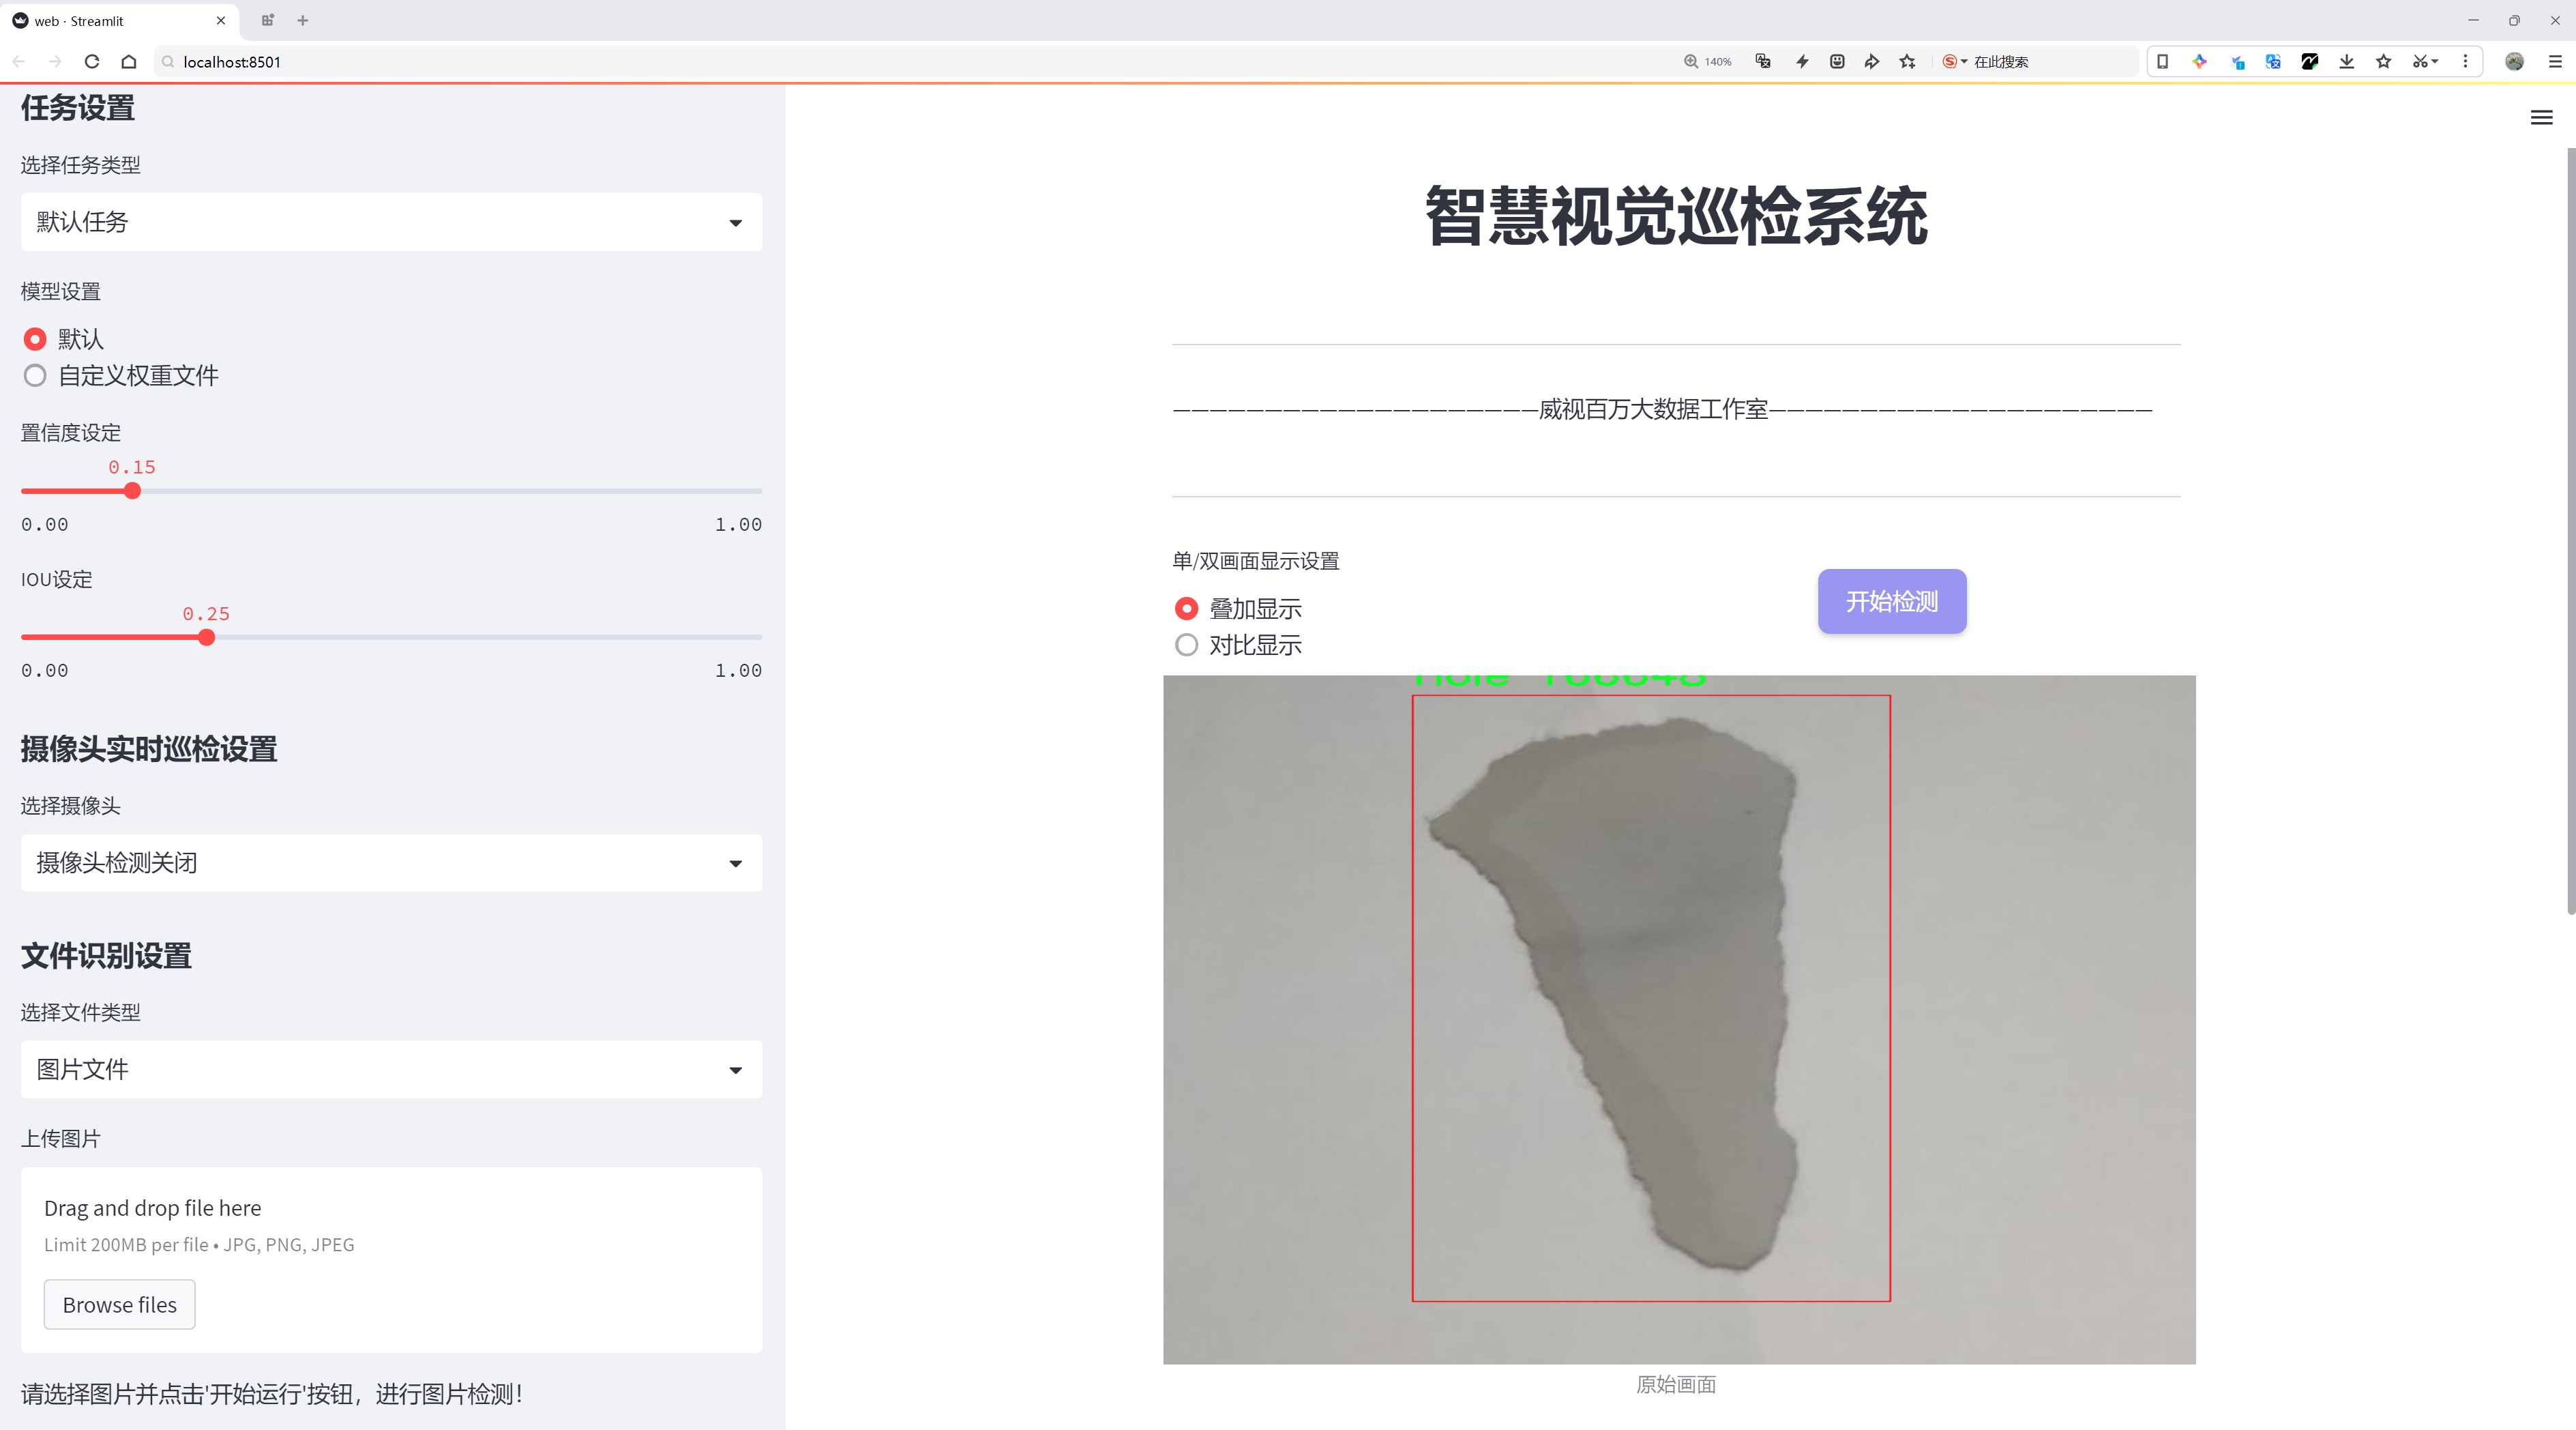 web · Streamlit
localhost:8501
140%
在此搜索
任务设置
选择任务类型
默认任务
模型设置
默认
自定义权重文件
置信度设定
0.15
0.00 1.00
IOU设定
0.25
0.00 1.00
摄像头实时巡检设置
选择摄像头
摄像头检测关闭
文件识别设置
选择文件类型
图片文件
上传图片
Drag and drop file here
Limit 200MB per file • JPG, PNG, JPEG
Browse files
请选择图片并点击'开始运行'按钮，进行图片检测！
智慧视觉巡检系统
————————————————————威视百万大数据工作室—————————————————————
单/双画面显示设置
叠加显示
对比显示
开始检测
原始画面